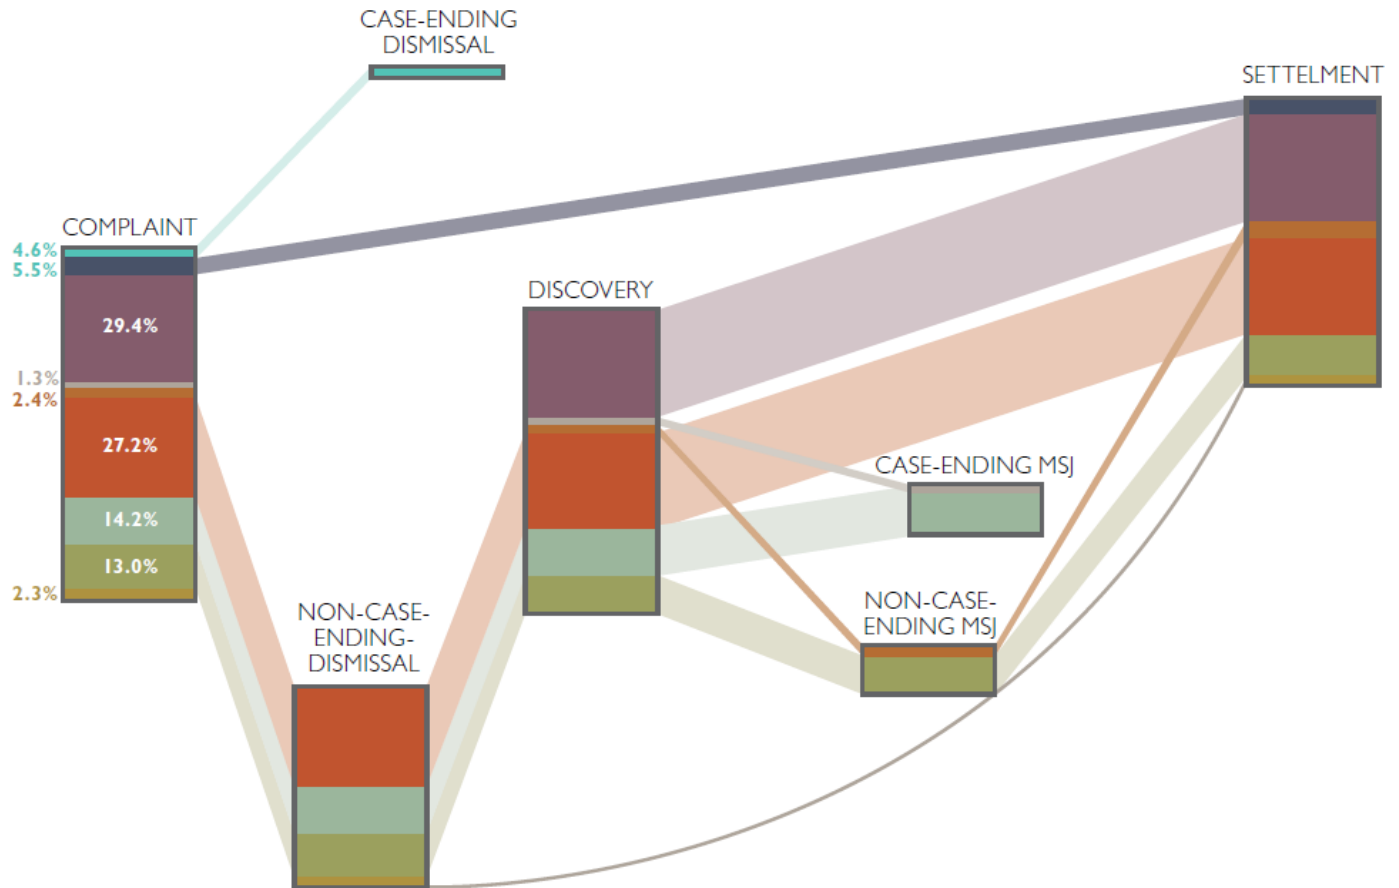 CASE-ENDING
DISMISSAL
SETTELMENT
COMPLAINT
4.6%
5.5%
29.4%
1.3%
2.4%
27.2%
14.2%
13.0%
2.3%
DISCOVERY
CASE-ENDING MSJ
NON-CASE-
ENDING MSJ
NON-CASE-
ENDING-
DISMISSAL